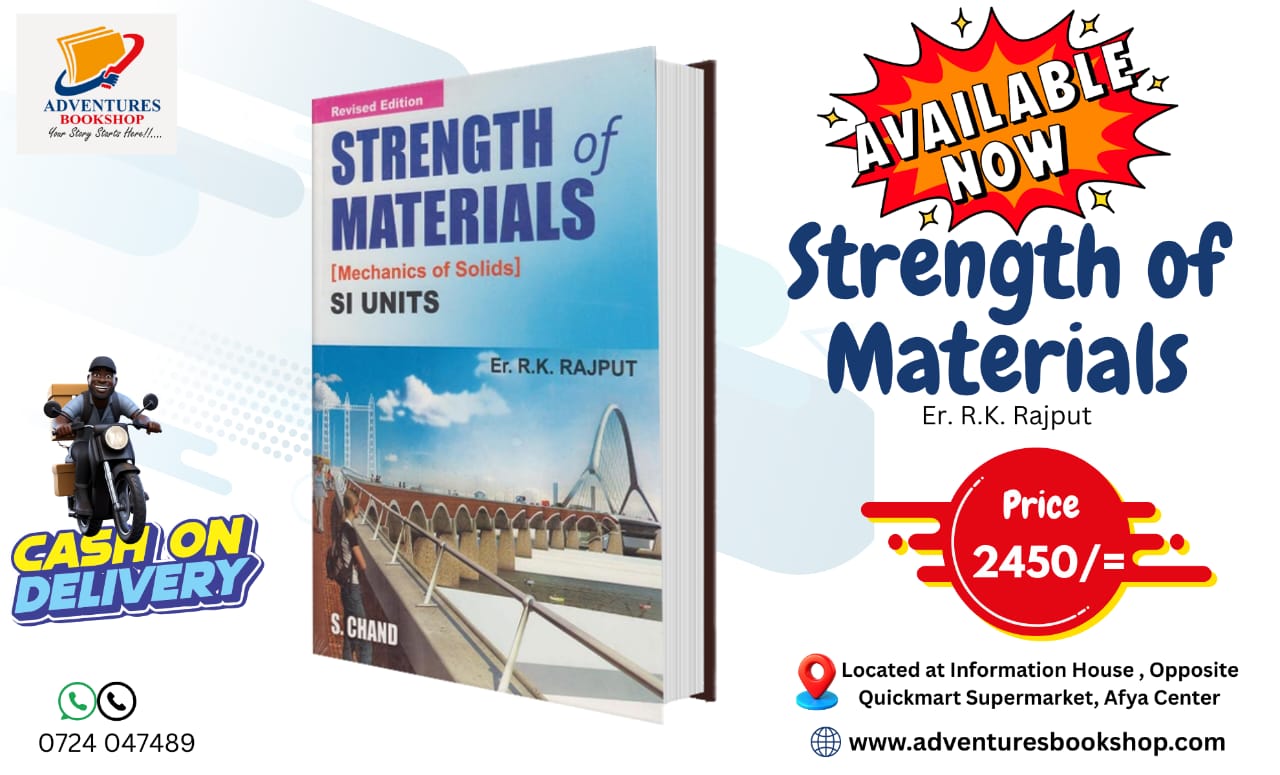 ADVENTURES
BOOKSHOP
Your Story Starts Here!!....
Revised Edition
STRENGTH of
MATERIALS
[Mechanics of Solids]
SI UNITS
Er. R.K. RAJPUT
S. CHAND
AVAILABLE
NOW
Strength of
Materials
Er. R.K. Rajput
Price
2450/=
CASH ON
DELIVERY
0724 047489
Located at Information House , Opposite
Quickmart Supermarket, Afya Center
www.adventuresbookshop.com